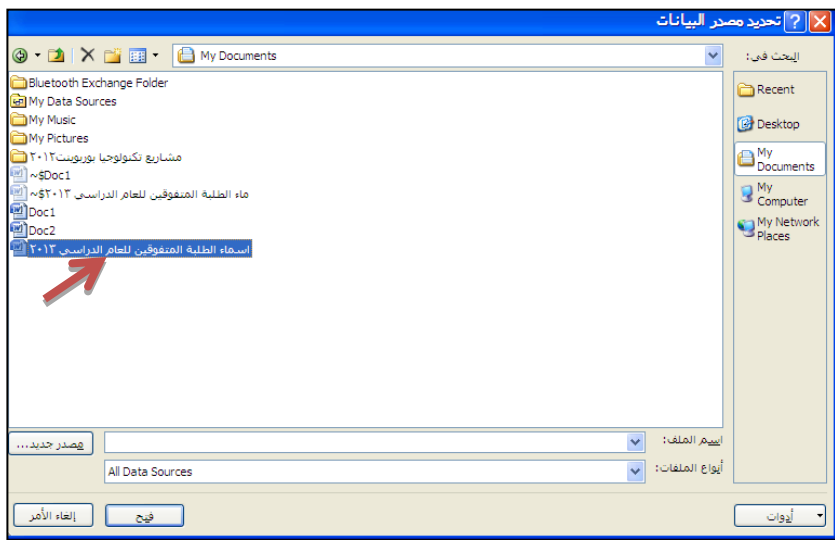 تحديد مصدر البيانات
البحث في:
My Documents
Recent
Desktop
My Documents
My Computer
My Network Places
Bluetooth Exchange Folder
My Data Sources
My Music
My Pictures
مشاريع تكنولوجيا بوربوينت٢٠١٢
~$Doc1
~$ماء الطلبة المتفوقين للعام الدراسي ٢٠١٣
Doc1
Doc2
اسماء الطلبة المتفوقين للعام الدراسي ٢٠١٣
اسم الملف:
مصدر جديد...
أنواع الملفات:
All Data Sources
أدوات
فتح
إلغاء الأمر